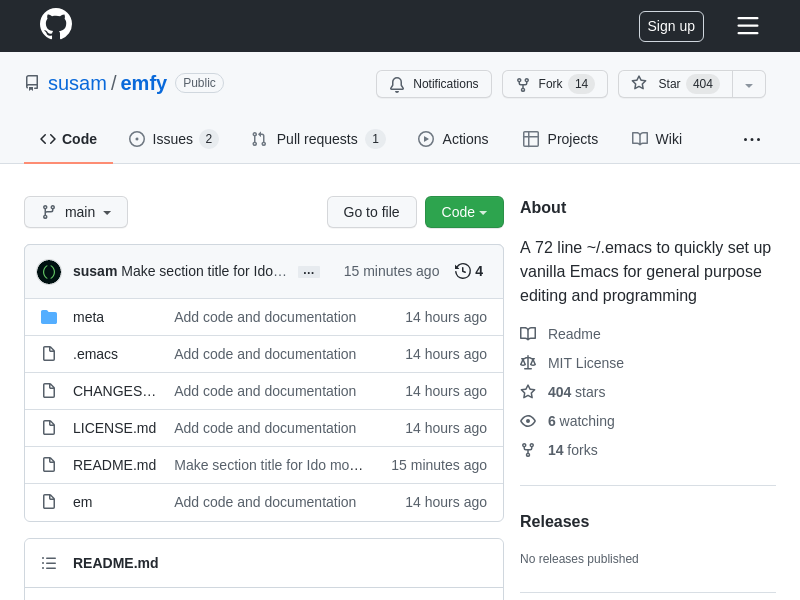 Sign up
susam / emfy Public
Notifications
Fork 14
Star 404
Code
Issues 2
Pull requests 1
Actions
Projects
Wiki
main
Go to file
Code
susam Make section title for Ido… ... 15 minutes ago 4
meta Add code and documentation 14 hours ago
.emacs Add code and documentation 14 hours ago
CHANGES… Add code and documentation 14 hours ago
LICENSE.md Add code and documentation 14 hours ago
README.md Make section title for Ido mo… 15 minutes ago
em Add code and documentation 14 hours ago
README.md
About
A 72 line ~/.emacs to quickly set up
vanilla Emacs for general purpose
editing and programming
Readme
MIT License
404 stars
6 watching
14 forks
Releases
No releases published